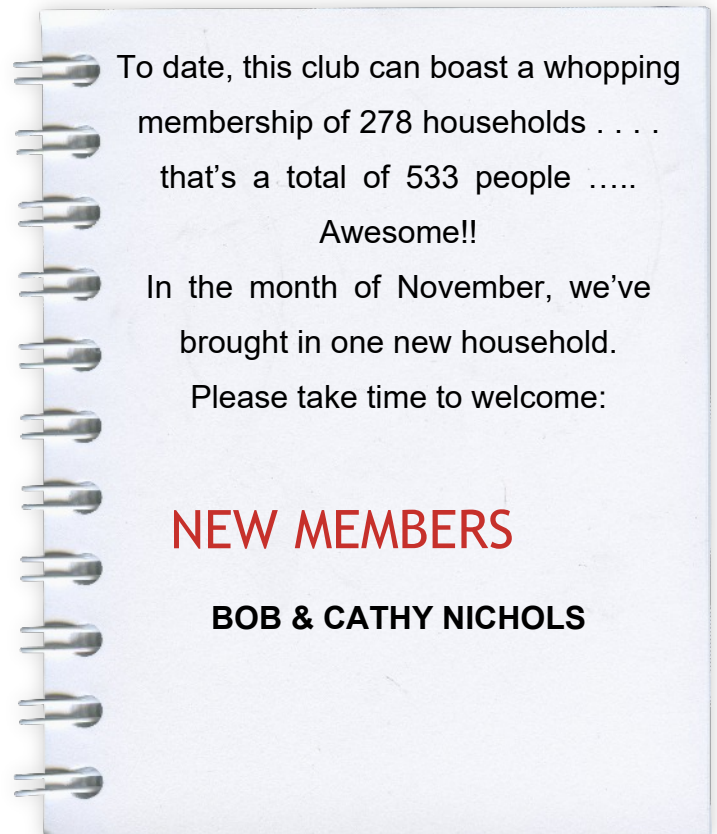 To date, this club can boast a whopping
membership of 278 households . . . .
that’s a total of 533 people …..
Awesome!!
In the month of November, we’ve
brought in one new household.
Please take time to welcome:
NEW MEMBERS
BOB & CATHY NICHOLS